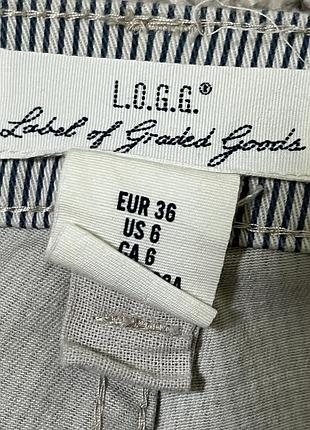 L.O.G.G.®
Label of Graded Goods
EUR 36
US 6
CA 6